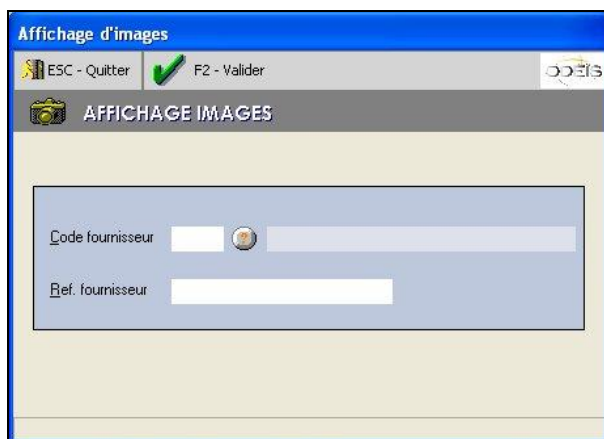 Affichage d'images
ESC - Quitter F2 - Valider
AFFICHAGE IMAGES
Code fournisseur
Ref. fournisseur